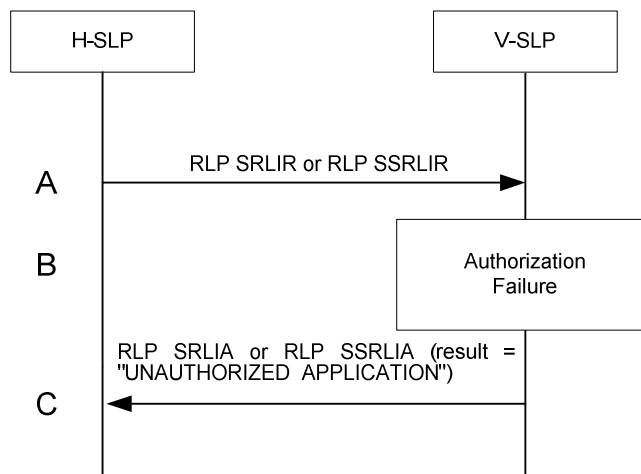 H-SLP
V-SLP
RLP SRLIR or RLP SSRLIR
A
B
Authorization
Failure
RLP SRLIA or RLP SSRLIA (result =
"UNAUTHORIZED APPLICATION")
C